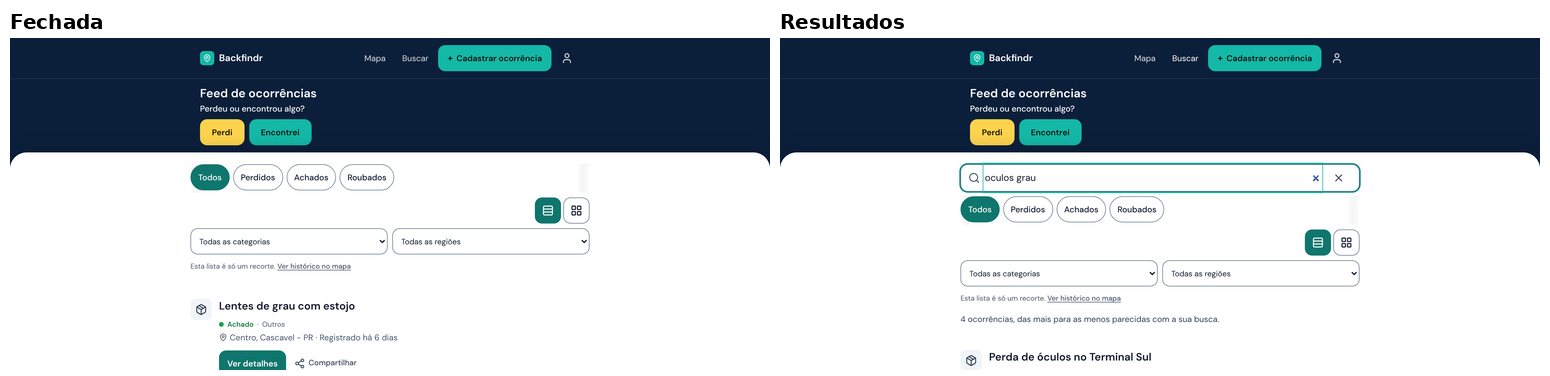 Fechada
Backfindr
Mapa
Buscar
+ Cadastrar ocorrência
Feed de ocorrências
Perdeu ou encontrou algo?
Perdi
Encontrei
Todos
Perdidos
Achados
Roubados
Todas as categorias
Todas as regiões
Esta lista é só um recorte. Ver histórico no mapa
Lentes de grau com estojo
Achado · Outros
Centro, Cascavel - PR · Registrado há 6 dias
Ver detalhes
Compartilhar
Resultados
Backfindr
Mapa
Buscar
+ Cadastrar ocorrência
Feed de ocorrências
Perdeu ou encontrou algo?
Perdi
Encontrei
oculos grau
Todos
Perdidos
Achados
Roubados
Todas as categorias
Todas as regiões
Esta lista é só um recorte. Ver histórico no mapa
4 ocorrências, das mais para as menos parecidas com a sua busca.
Perda de óculos no Terminal Sul